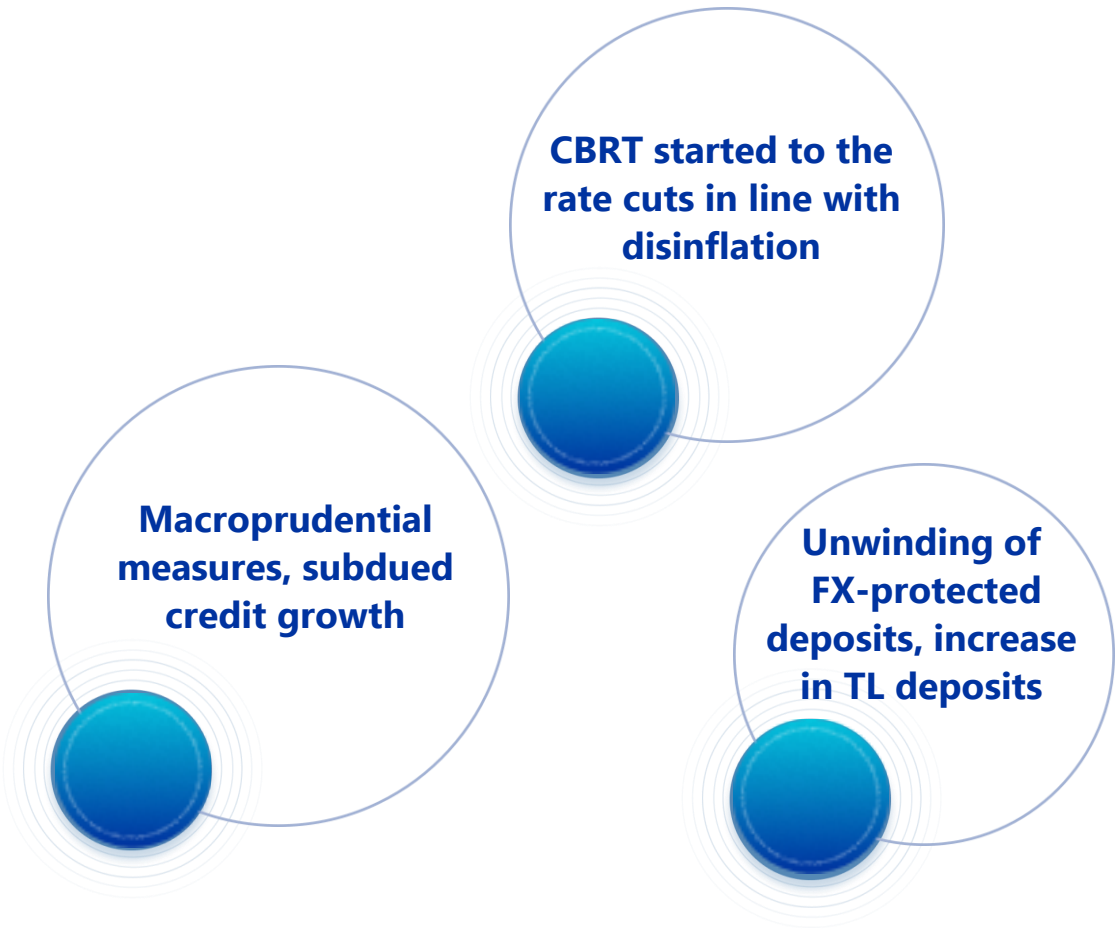 CBRT started to the
rate cuts in line with
disinflation
Macroprudential
measures, subdued
credit growth
Unwinding of
FX-protected
deposits, increase
in TL deposits